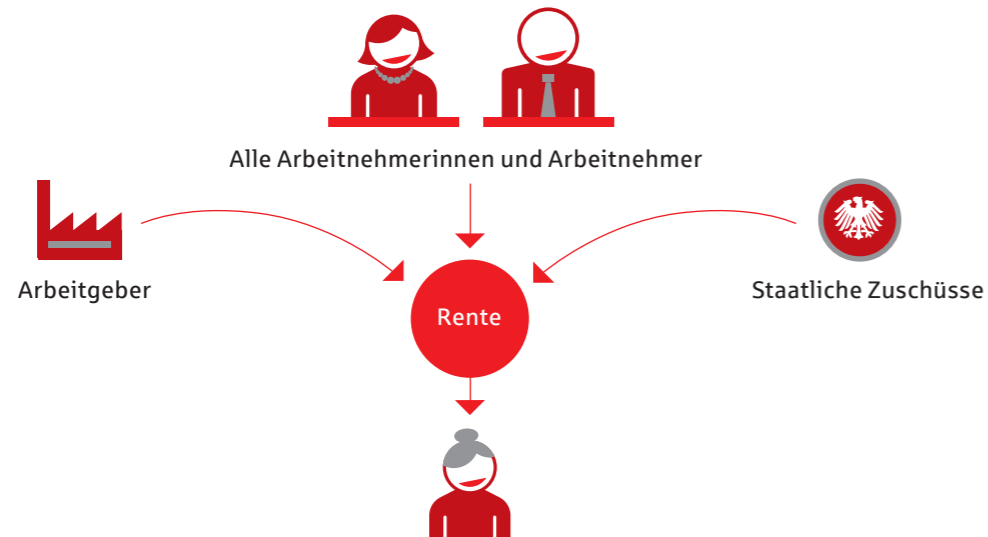 Alle Arbeitnehmerinnen und Arbeitnehmer
Arbeitgeber
Staatliche Zuschüsse
Rente